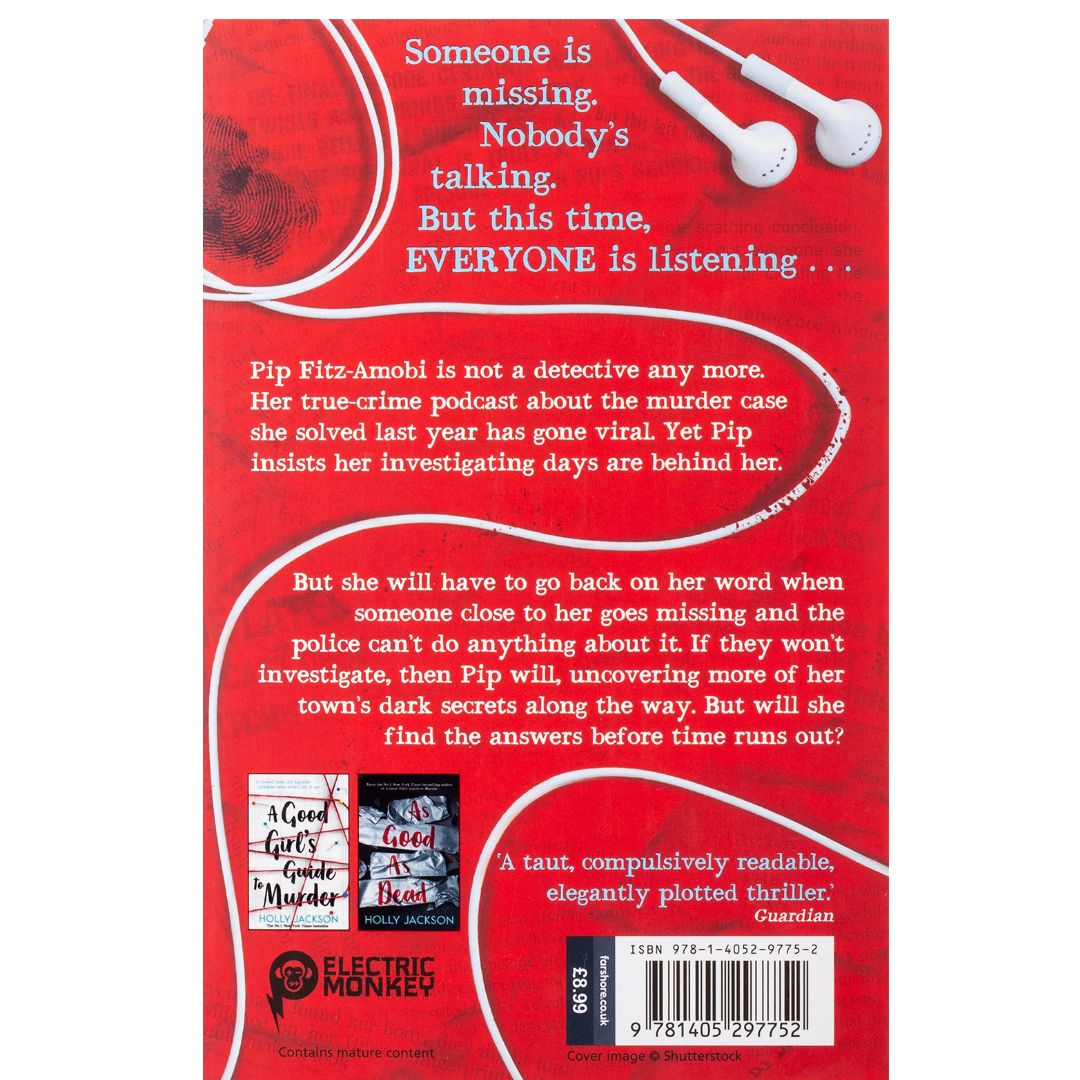 Someone is
missing.
Nobody's
talking.
But this time,
EVERYONE is listening . . .
Pip Fitz-Amobi is not a detective any more.
Her true-crime podcast about the murder case
she solved last year has gone viral. Yet Pip
insists her investigating days are behind her.
But she will have to go back on her word when
someone close to her goes missing and the
police can't do anything about it. If they won't
investigate, then Pip will, uncovering more of her
town's dark secrets along the way. But will she
find the answers before time runs out?
A
Good
Girl's
Guide
to Murder
HOLLY JACKSON
As
Good
As
Dead
HOLLY JACKSON
'A taut, compulsively readable,
elegantly plotted thriller.'
Guardian
ELECTRIC
MONKEY
Contains mature content
farshore.co.uk
£8.99
ISBN 978-1-4052-9775-2
9 781405 297752
Cover image © Shutterstock